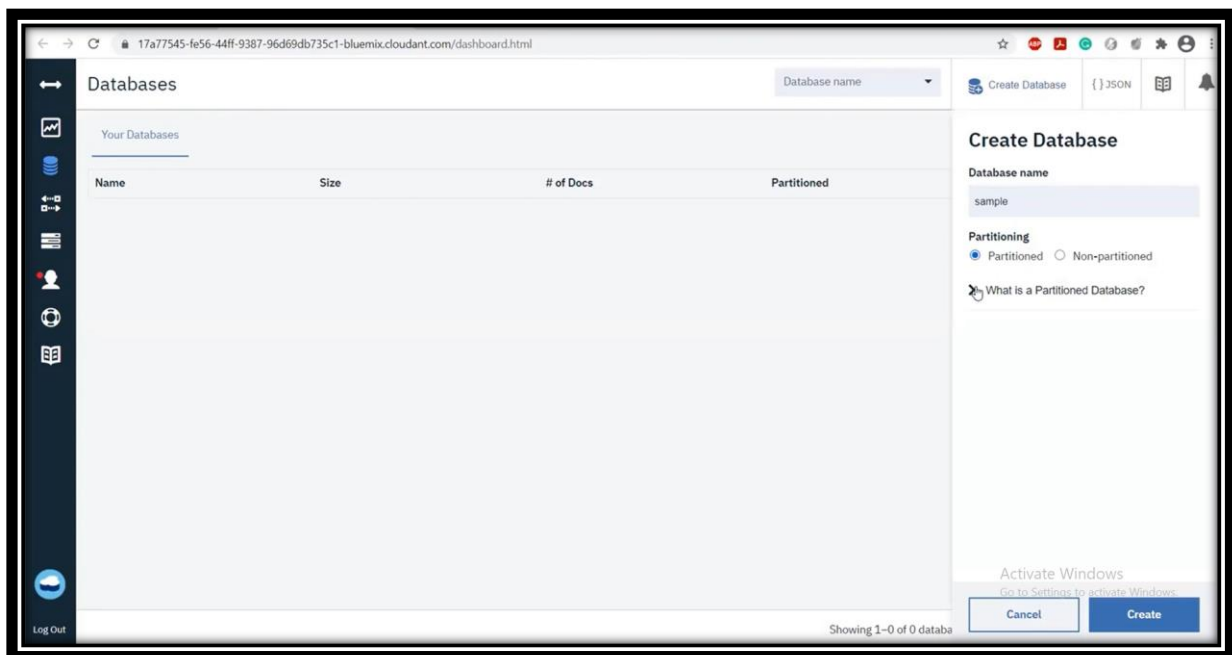 17a77545-fe56-44ff-9387-96d69db735c1-bluemix.cloudant.com/dashboard.html
ABP
Databases
Database name
Create Database
{ } JSON
Your Databases
Name Size # of Docs Partitioned
Create Database
Database name
sample
Partitioning
Partitioned Non-partitioned
What is a Partitioned Database?
Activate Windows
Go to Settings to activate Windows.
Cancel Create
Log Out
Showing 1–0 of 0 databa